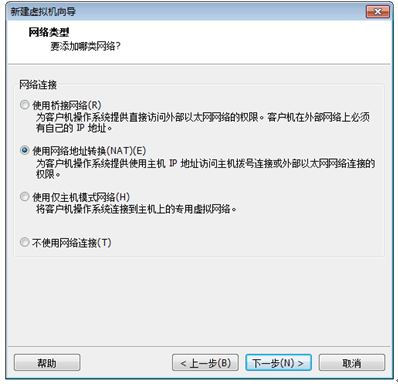 新建虚拟机向导
网络类型
要添加哪类网络?
网络连接
使用桥接网络(R)
为客户机操作系统提供直接访问外部以太网网络的权限。客户机在外部网络上必须
有自己的 IP 地址。
使用网络地址转换(NAT)(E)
为客户机操作系统提供使用主机 IP 地址访问主机拨号连接或外部以太网网络连接的
权限。
使用仅主机模式网络(H)
将客户机操作系统连接到主机上的专用虚拟网络。
不使用网络连接(T)
帮助
< 上一步(B)
下一步(N) >
取消